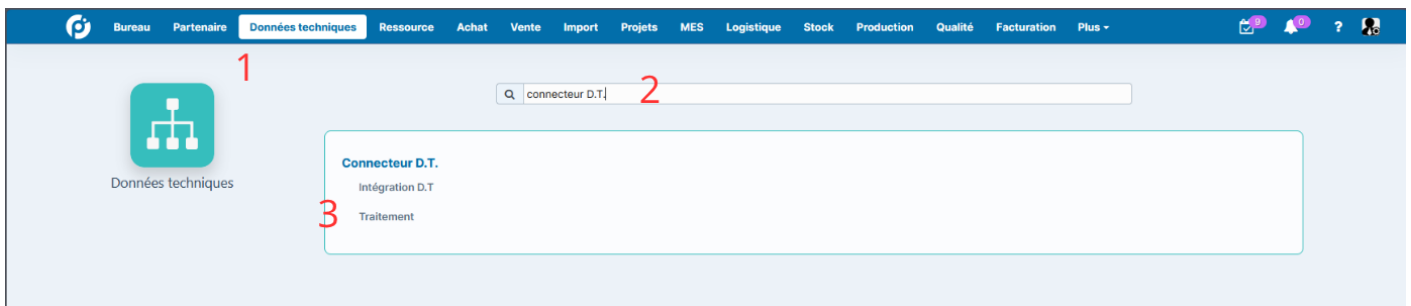 Bureau Partenaire Données techniques Ressource Achat Vente Import Projets MES Logistique Stock Production Qualité Facturation Plus 9 0 ?
1
connecteur D.T. 2
Données techniques
Connecteur D.T.
Intégration D.T
3 Traitement